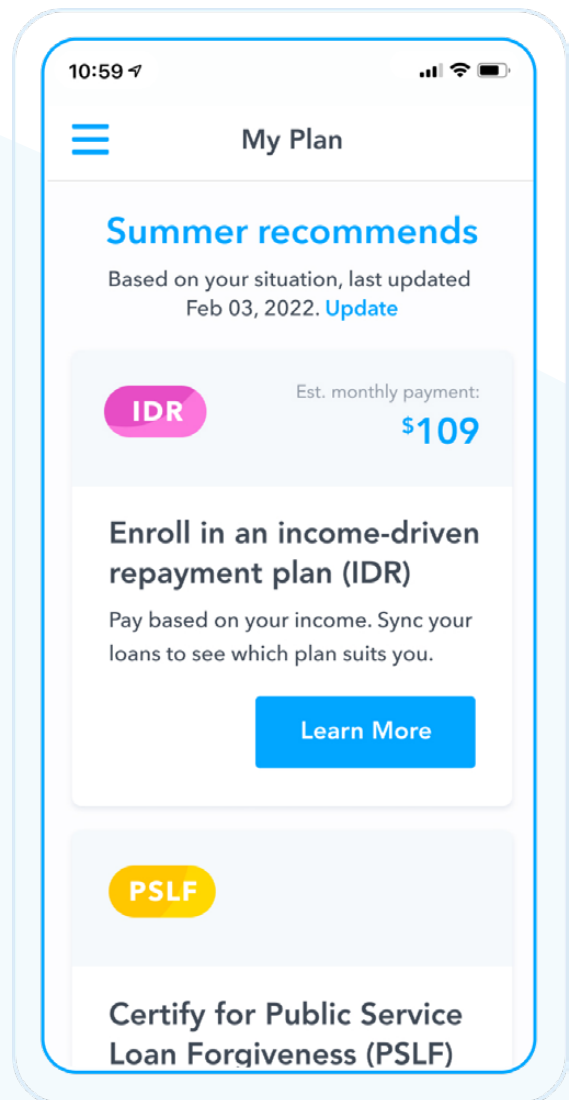 10:59
My Plan
Summer recommends
Based on your situation, last updated
Feb 03, 2022. Update
IDR
Est. monthly payment:
$109
Enroll in an income-driven
repayment plan (IDR)
Pay based on your income. Sync your
loans to see which plan suits you.
Learn More
PSLF
Certify for Public Service
Loan Forgiveness (PSLF)